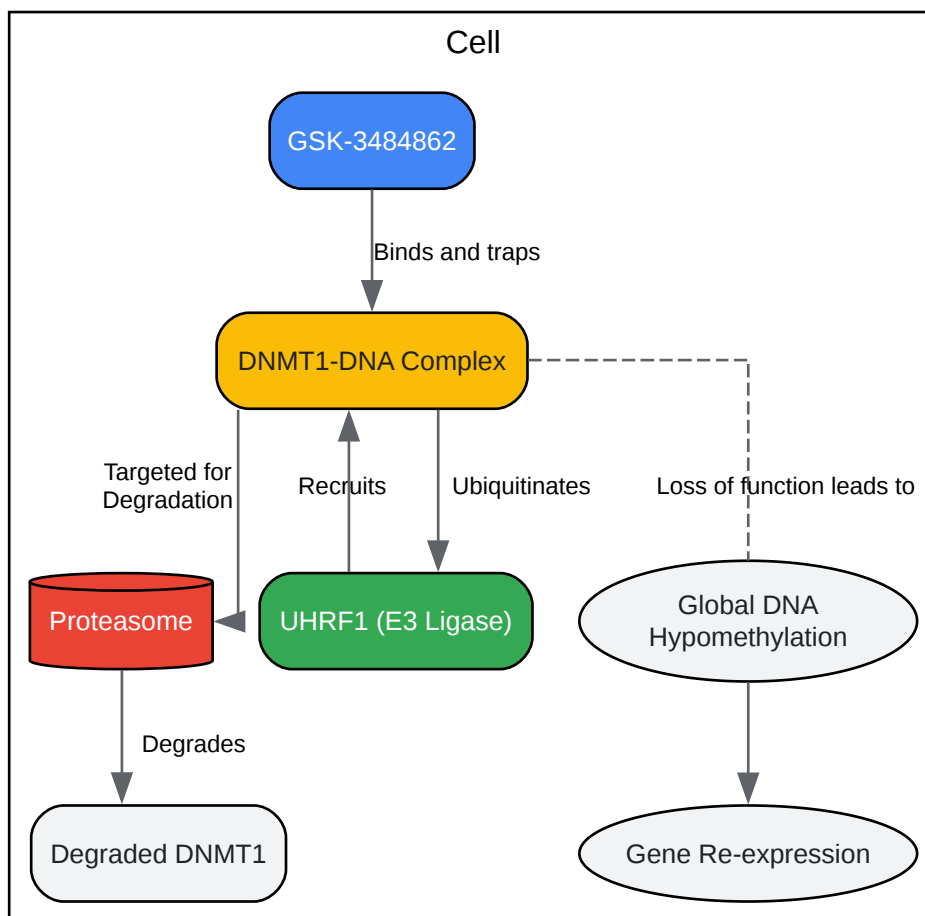 Cell
GSK-3484862
Binds and traps
DNMT1-DNA Complex
Targeted for
Degradation
Recruits
Ubiquitinates
Loss of function leads to
Proteasome
UHRF1 (E3 Ligase)
Global DNA
Hypomethylation
Degrades
Degraded DNMT1
Gene Re-expression